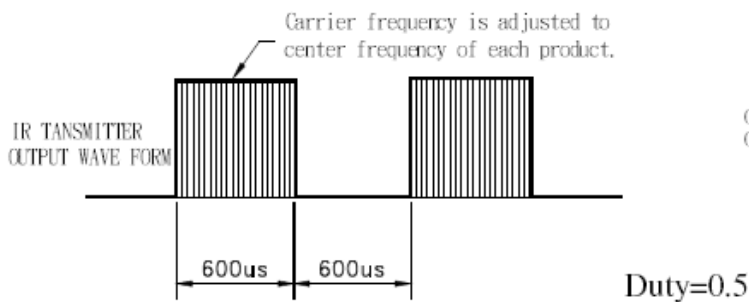 Carrier frequency is adjusted to
center frequency of each product.
IR TANSMITTER
OUTPUT WAVE FORM
600us
600us
Duty=0.5